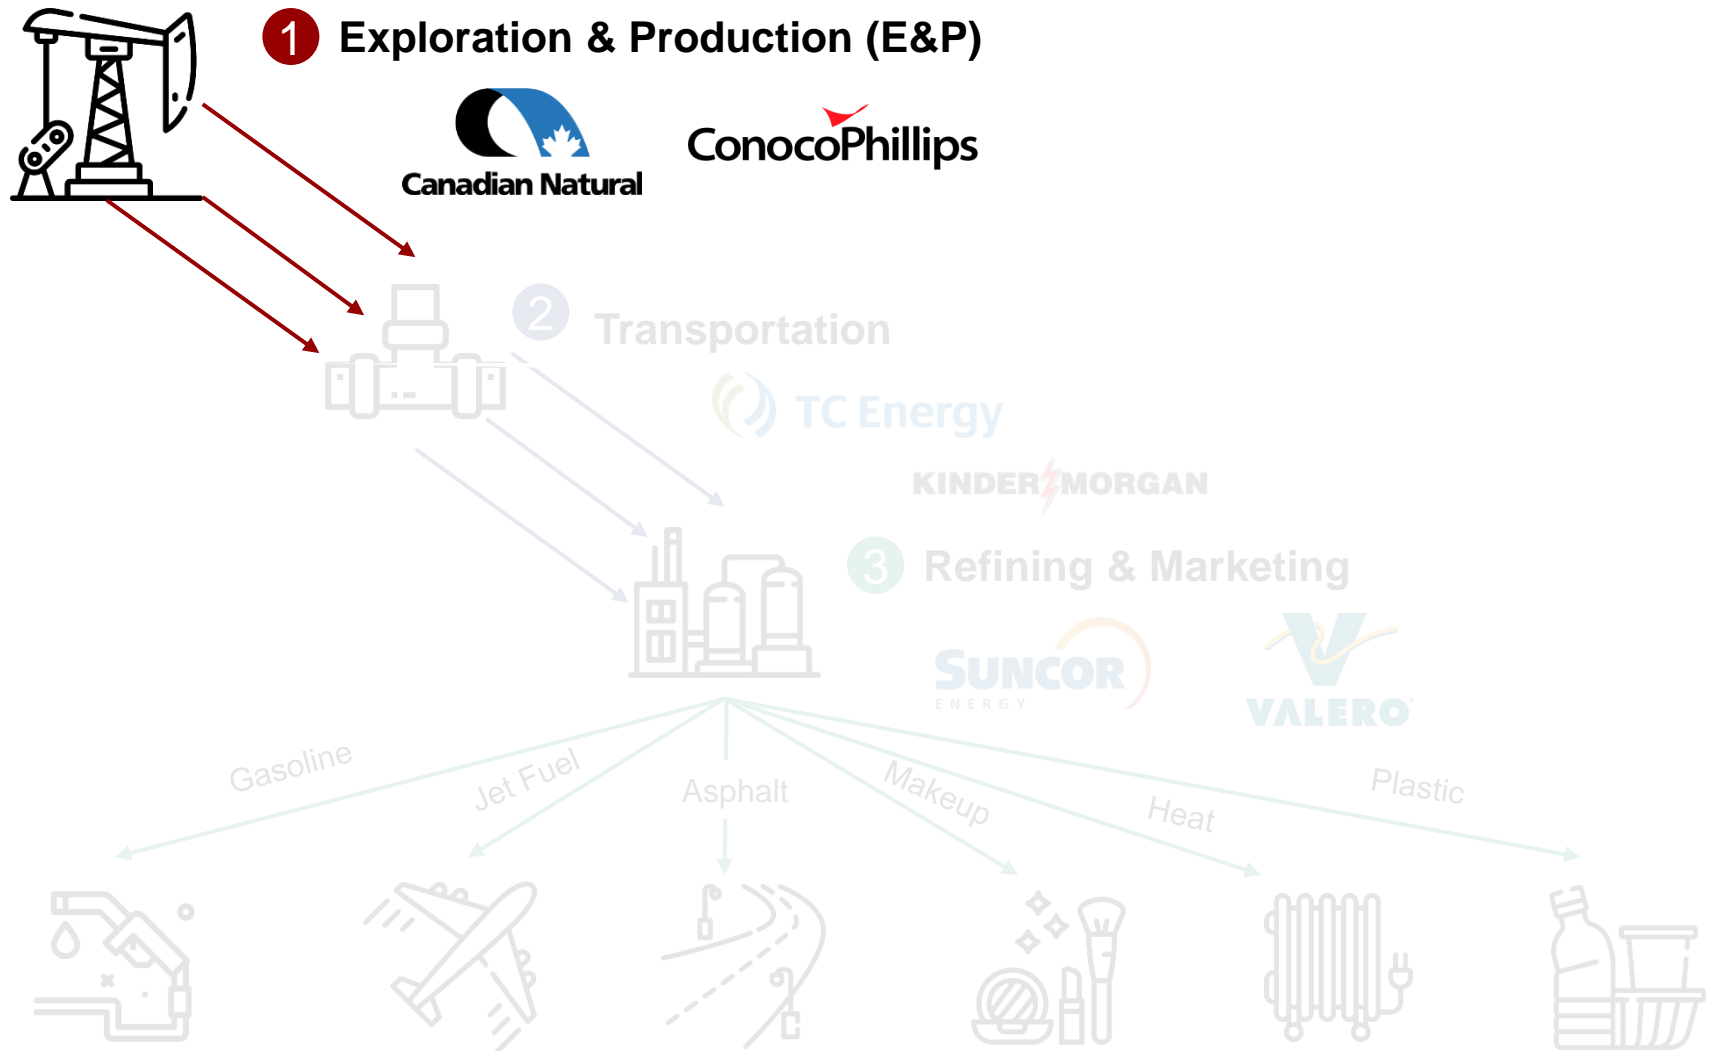 1 Exploration & Production (E&P)
Canadian Natural
ConocoPhillips
2 Transportation
TC Energy
KINDER MORGAN
3 Refining & Marketing
SUNCOR
ENERGY
VALERO
Gasoline
Jet Fuel
Asphalt
Makeup
Heat
Plastic